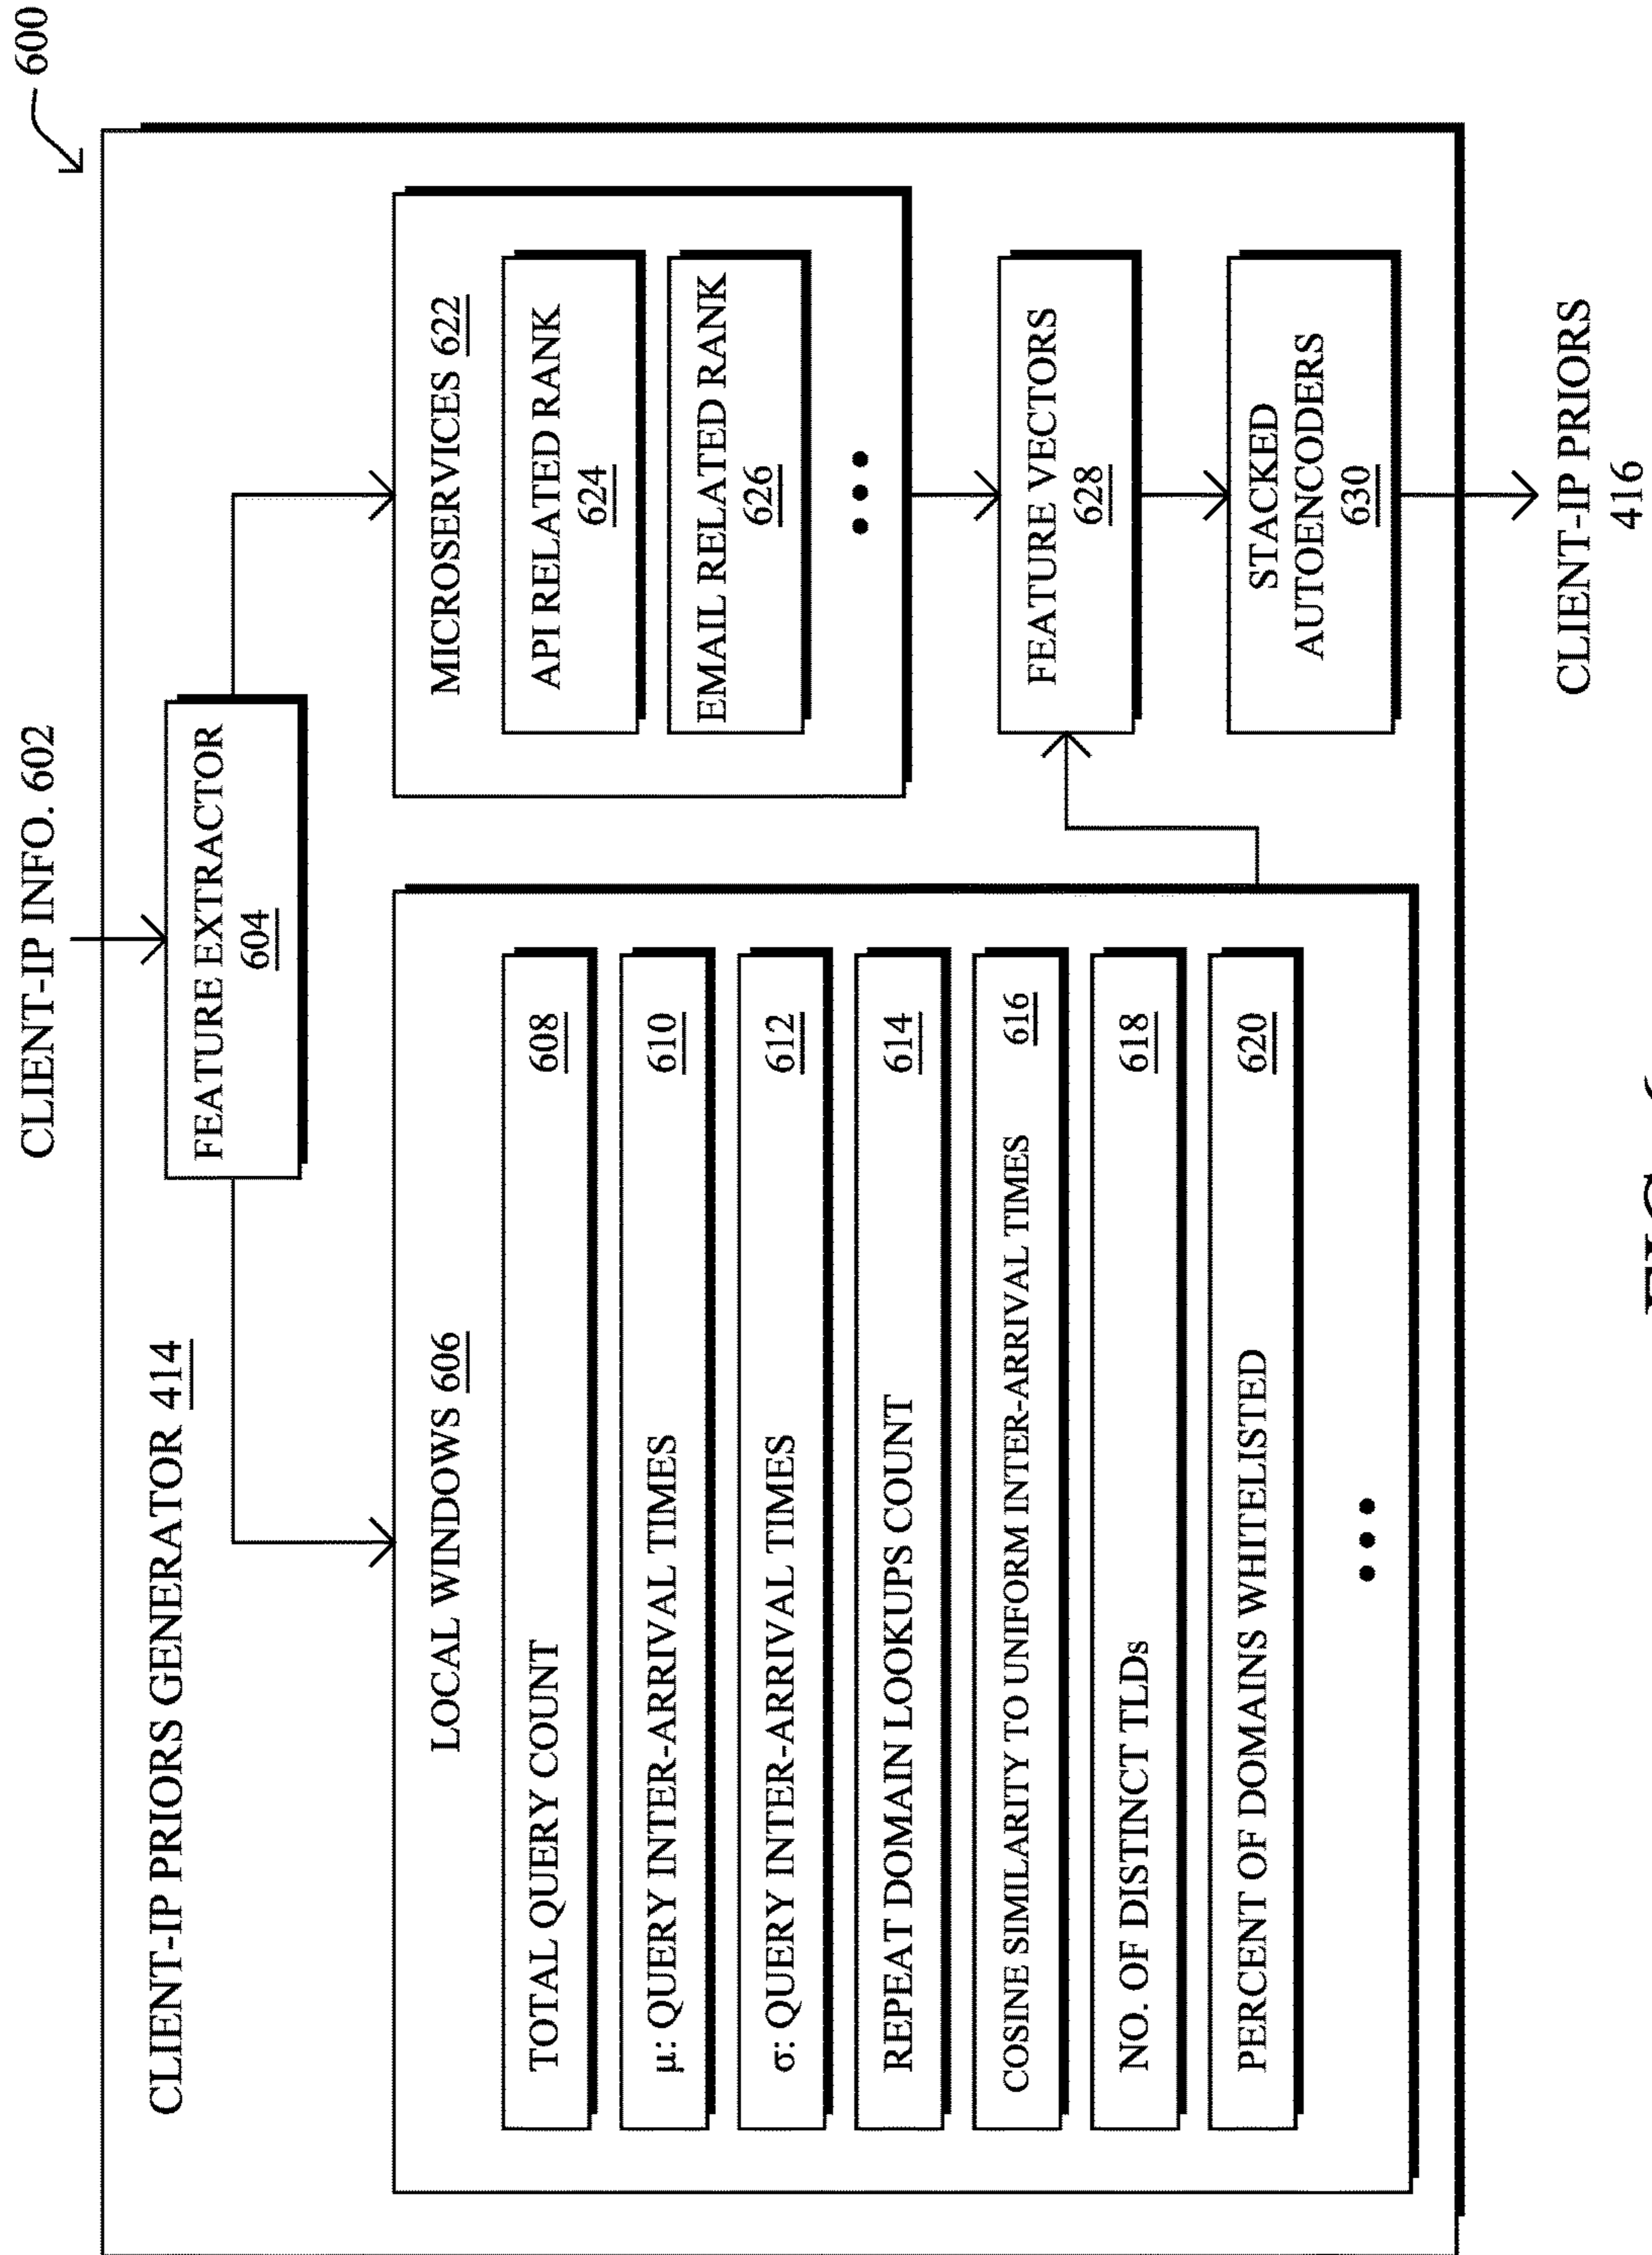 600
CLIENT-IP INFO. 602
CLIENT-IP PRIORS GENERATOR 414
FEATURE EXTRACTOR
604
LOCAL WINDOWS 606
TOTAL QUERY COUNT 608
μ: QUERY INTER-ARRIVAL TIMES 610
σ: QUERY INTER-ARRIVAL TIMES 612
REPEAT DOMAIN LOOKUPS COUNT 614
COSINE SIMILARITY TO UNIFORM INTER-ARRIVAL TIMES 616
NO. OF DISTINCT TLDs 618
PERCENT OF DOMAINS WHITELISTED 620
MICROSERVICES 622
API RELATED RANK
624
EMAIL RELATED RANK
626
FEATURE VECTORS
628
STACKED
AUTOENCODERS
630
CLIENT-IP PRIORS
416